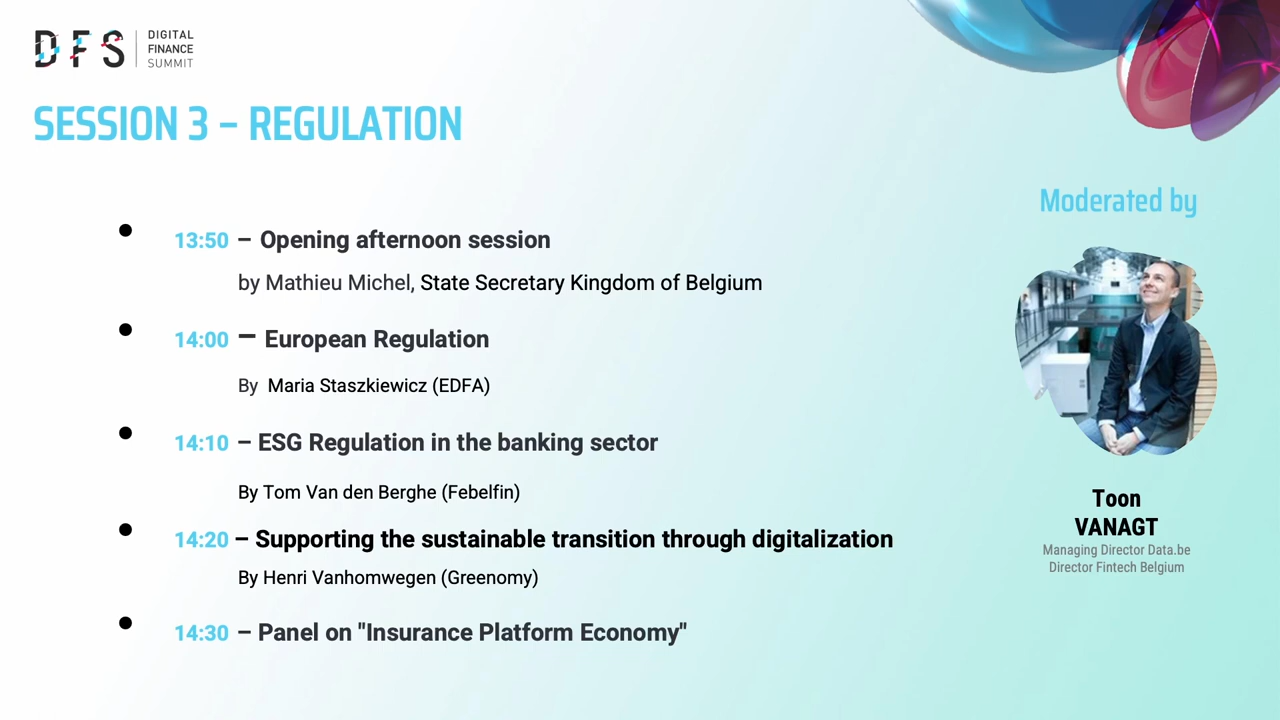 DFS
DIGITAL
FINANCE
SUMMIT
SESSION 3 – REGULATION
13:50 – Opening afternoon session
by Mathieu Michel, State Secretary Kingdom of Belgium
14:00 – European Regulation
By Maria Staszkiewicz (EDFA)
14:10 – ESG Regulation in the banking sector
By Tom Van den Berghe (Febelfin)
14:20 – Supporting the sustainable transition through digitalization
By Henri Vanhomwegen (Greenomy)
14:30 – Panel on "Insurance Platform Economy"
Moderated by
Toon
VANAGT
Managing Director Data.be
Director Fintech Belgium